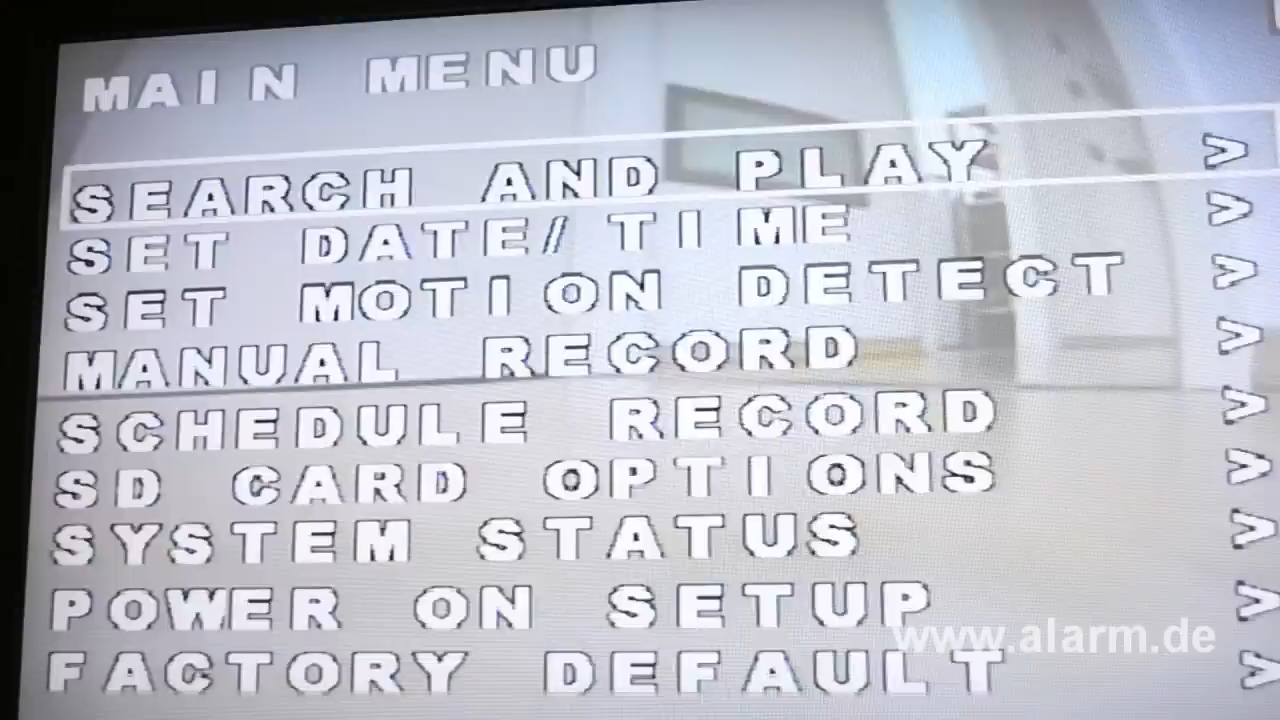 MAIN MENU
SEARCH AND PLAY >
SET DATE/TIME >
SET MOTION DETECT >
MANUAL RECORD >
SCHEDULE RECORD >
SD CARD OPTIONS >
SYSTEM STATUS >
POWER ON SETUP >
www.alarm.de
FACTORY DEFAULT >